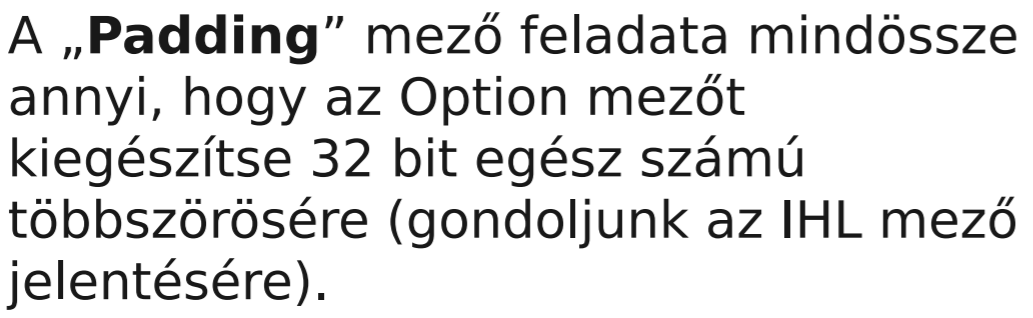 A „Padding” mező feladata mindössze
annyi, hogy az Option mezőt
kiegészítse 32 bit egész számú
többszörösére (gondoljunk az IHL mező
jelentésére).